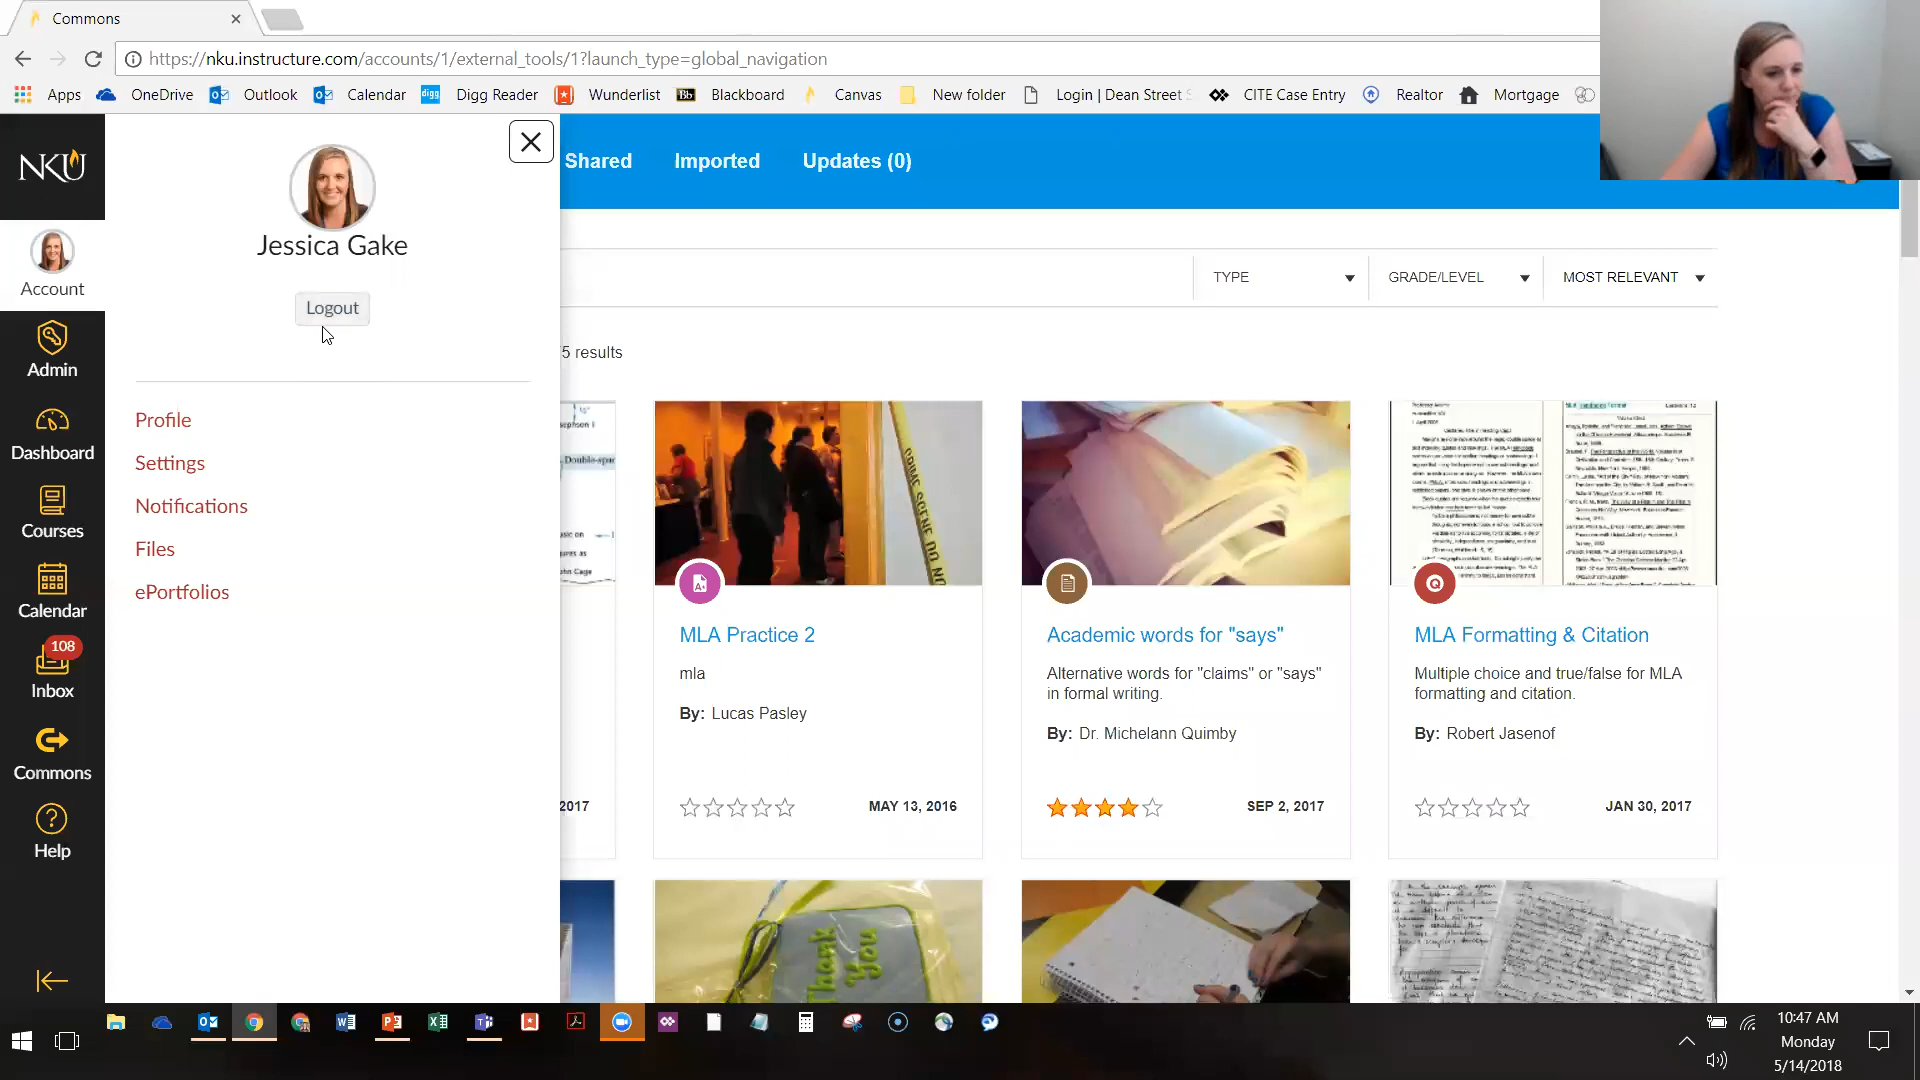 Commons
https://nku.instructure.com/accounts/1/external_tools/1?launch_type=global_navigation
Apps OneDrive Outlook Calendar Digg Reader Wunderlist Bb Blackboard Canvas New folder Login | Dean Street CITE Case Entry Realtor Mortgage
NKU
Shared Imported Updates (0)
Jessica Gake
Logout
Account
Admin
Dashboard
Courses
Calendar
108
Inbox
Commons
Help
Profile
Settings
Notifications
Files
ePortfolios
TYPE GRADE/LEVEL MOST RELEVANT
5 results
2017
MLA Practice 2
mla
By: Lucas Pasley
MAY 13, 2016
Academic words for "says"
Alternative words for "claims" or "says"
in formal writing.
By: Dr. Michelann Quimby
SEP 2, 2017
MLA Formatting & Citation
Multiple choice and true/false for MLA
formatting and citation.
By: Robert Jasenof
JAN 30, 2017
Thank
You
10:47 AM
Monday
5/14/2018